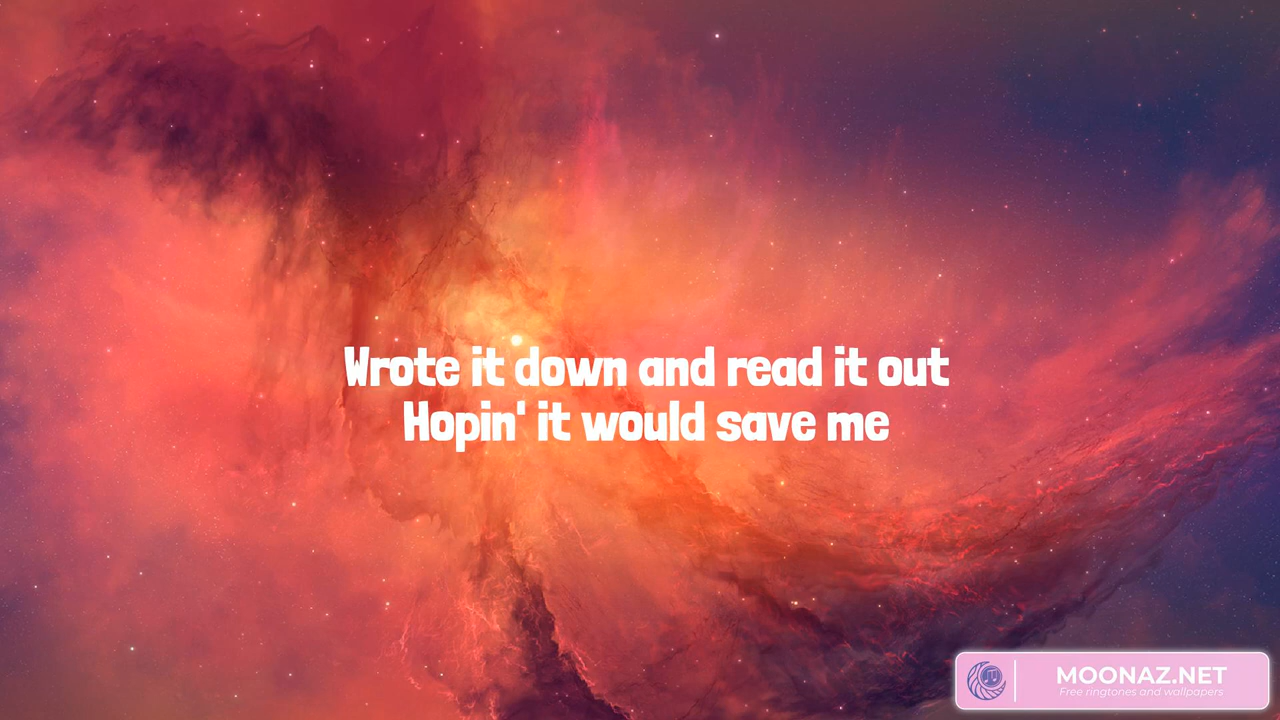 Wrote it down and read it out
Hopin' it would save me
MOONAZ.NET
Free ringtones and wallpapers